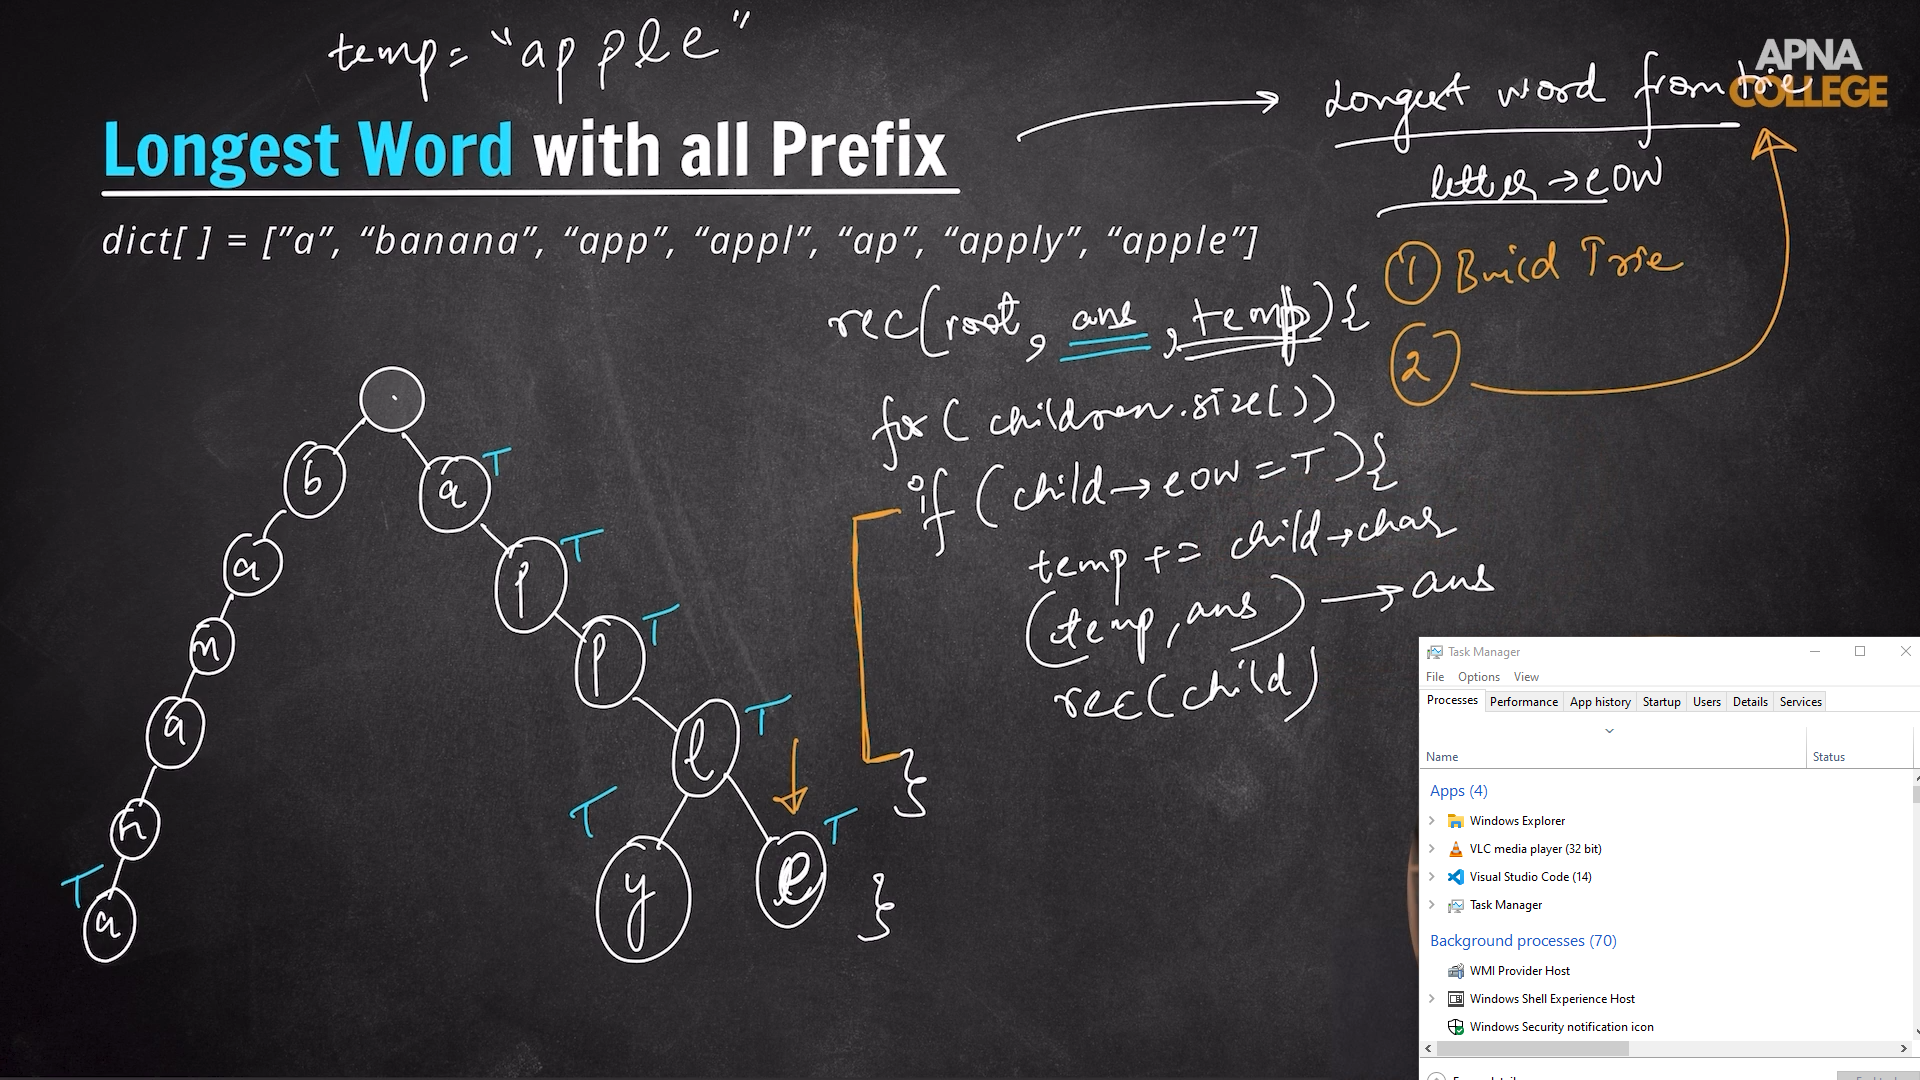 temp = "apple"
APNA
COLLEGE
Longest word from trie
Longest Word with all Prefix
letter → eow
dict[ ] = ["a", "banana", "app", "appl", "ap", "apply", "apple"]
① Build Trie
rec(root, ans, temp){
②
for( children.size())
if (child→eow = T){
temp += child→char
(temp, ans) → ans
rec(child)
}
}
b
a T
a
p T
n
p T
a
l T
n
T y
e T
T
a
Task Manager
File Options View
Processes Performance App history Startup Users Details Services
Name Status
Apps (4)
Windows Explorer
VLC media player (32 bit)
Visual Studio Code (14)
Task Manager
Background processes (70)
WMI Provider Host
Windows Shell Experience Host
Windows Security notification icon